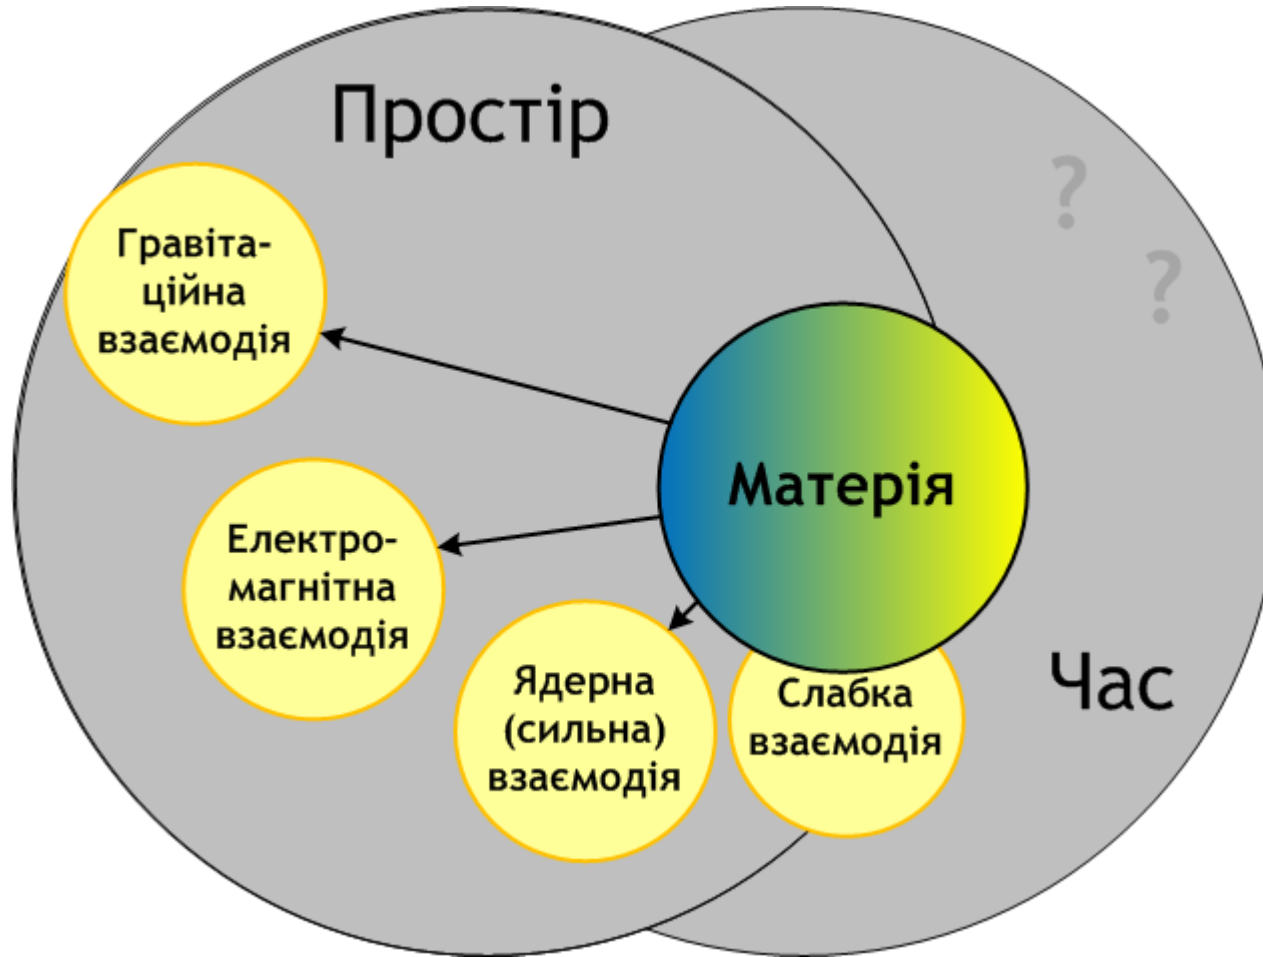 Простір
?
?
Гравіта-
ційна
взаємодія
Матерія
Електро-
магнітна
взаємодія
Ядерна
(сильна)
взаємодія
Слабка
взаємодія
Час